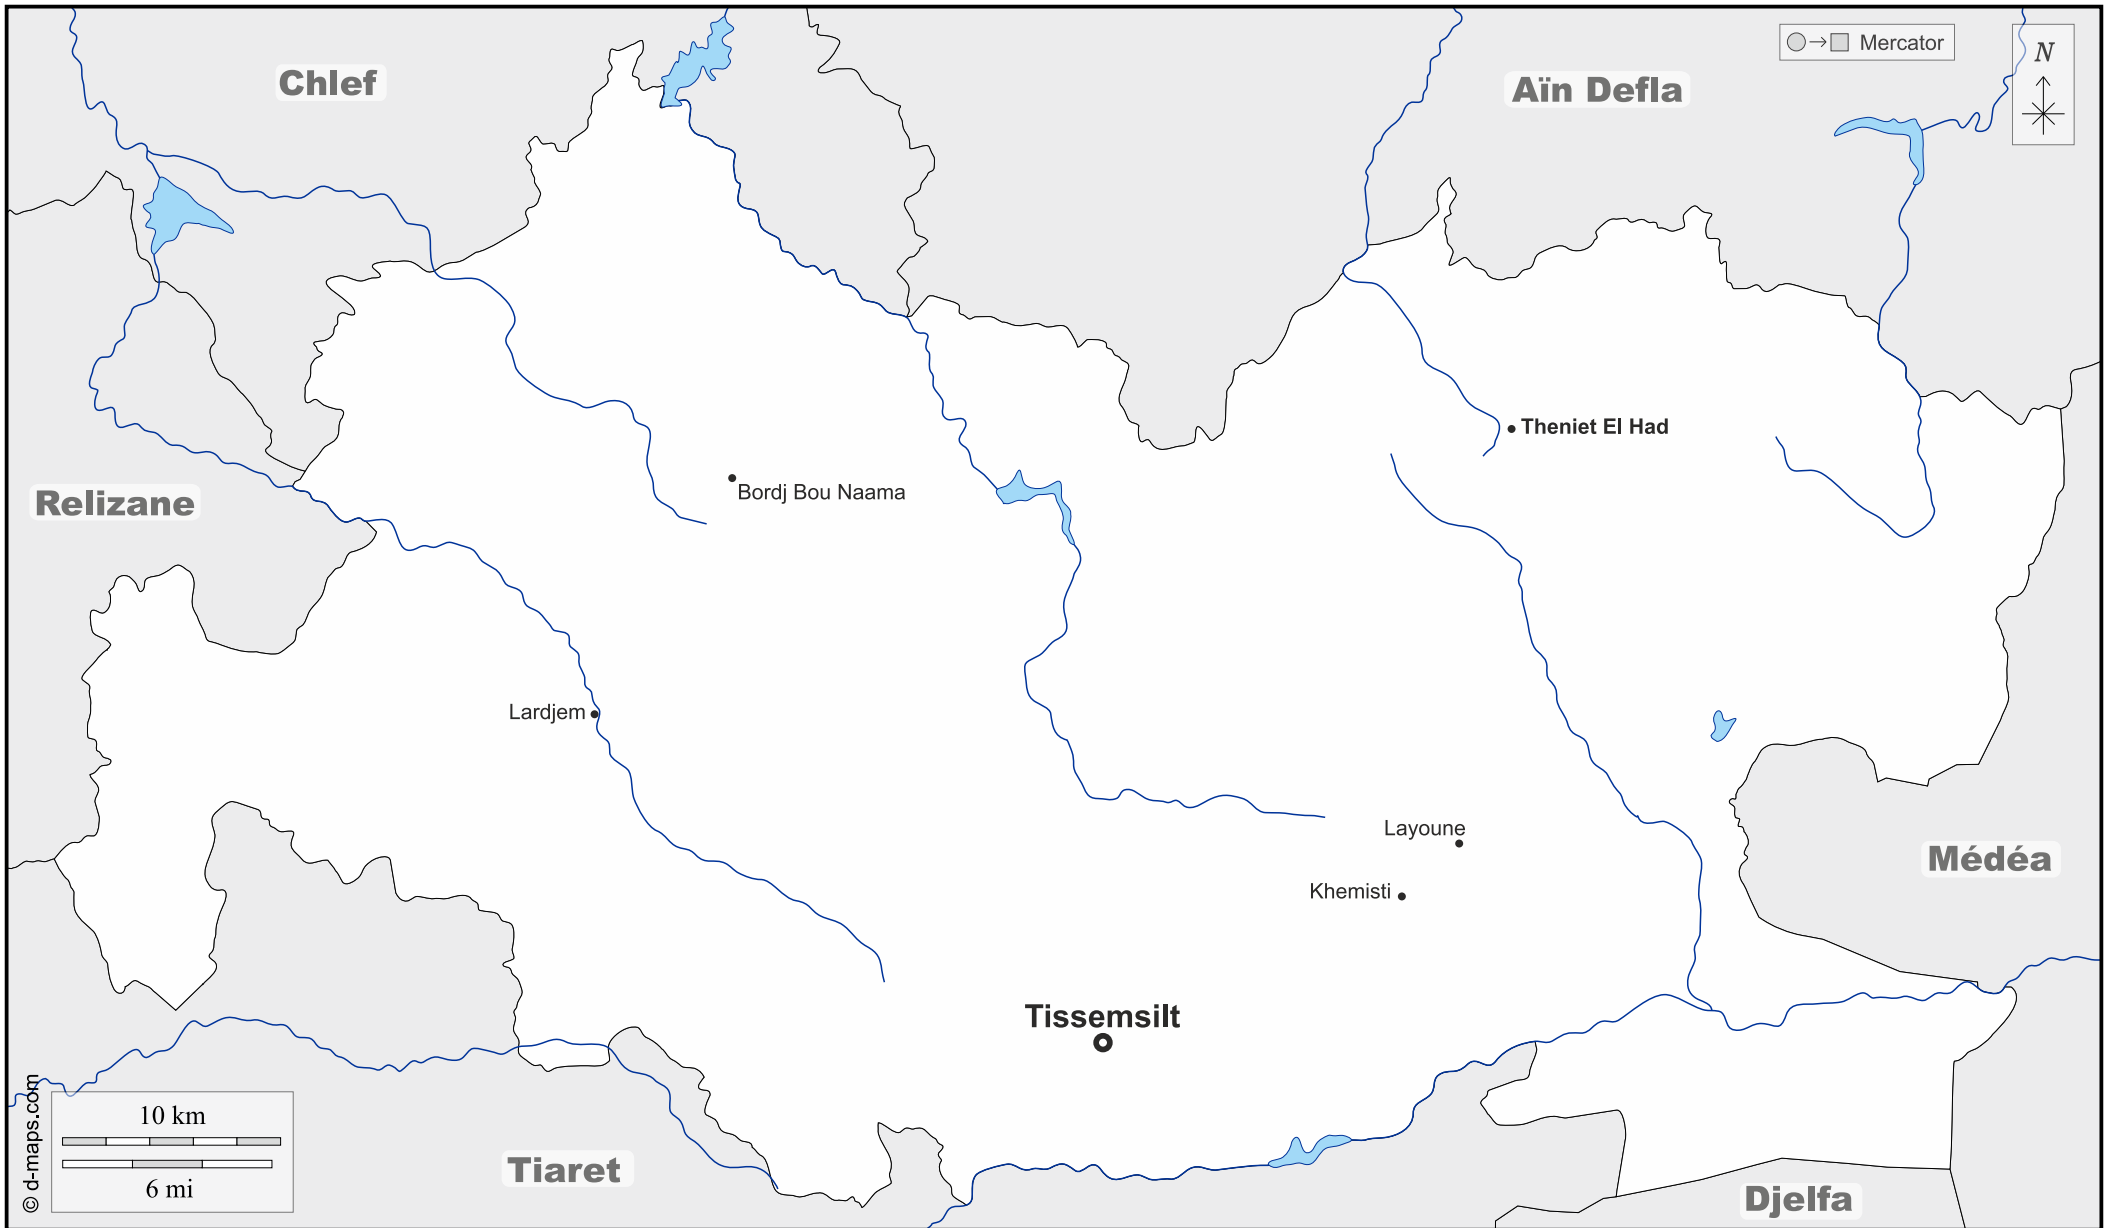 Chlef
Aïn Defla
Mercator
N
Theniet El Had
Bordj Bou Naama
Relizane
Lardjem
Layoune
Médéa
Khemisti
Tissemsilt
10 km
6 mi
© d-maps.com
Tiaret
Djelfa